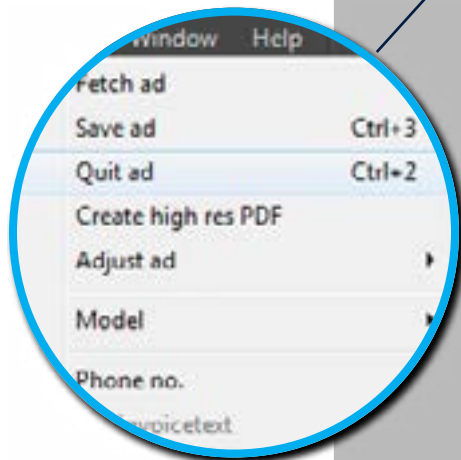 Window Help
Fetch ad
Save ad Ctrl+3
Quit ad Ctrl+2
Create high res PDF
Adjust ad
Model
Phone no.